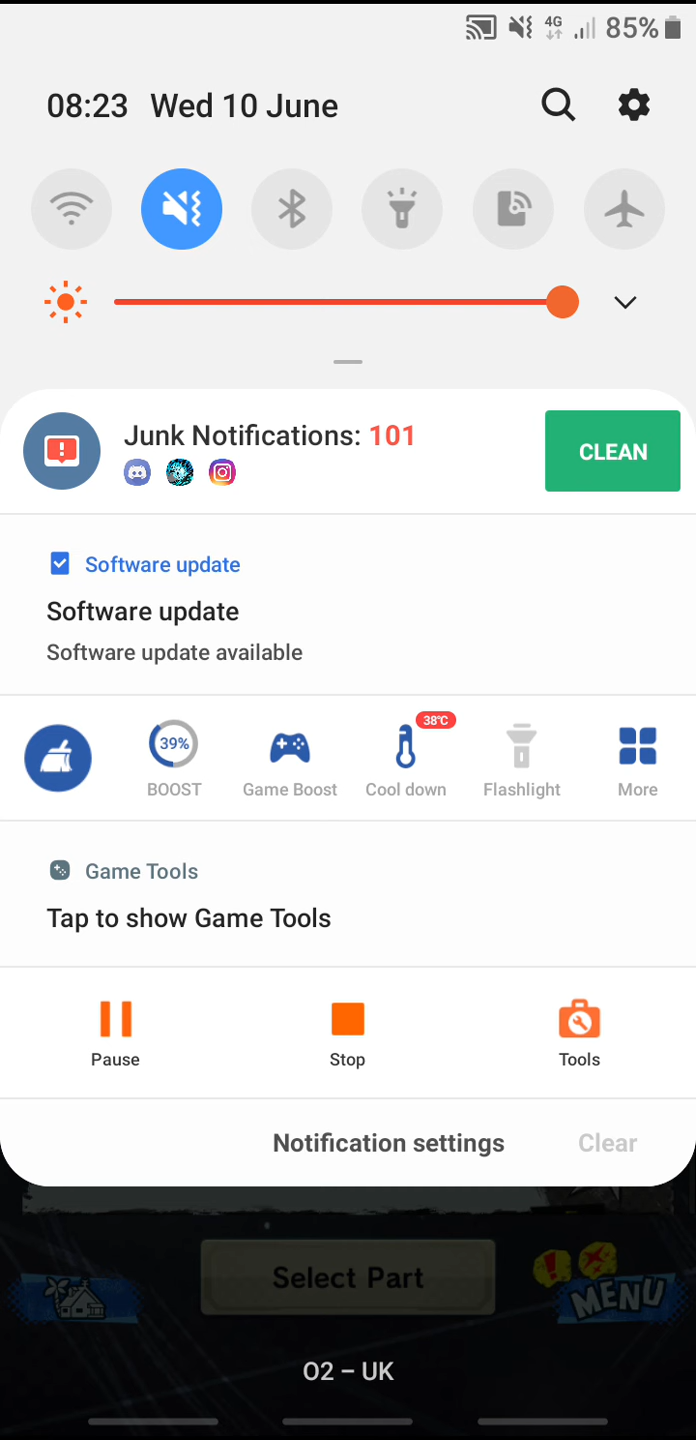 4G 85%
08:23 Wed 10 June
Junk Notifications: 101
CLEAN
Software update
Software update
Software update available
39%
38°C
BOOST Game Boost Cool down Flashlight More
Game Tools
Tap to show Game Tools
Pause Stop Tools
Notification settings Clear
Select Part
MENU
O2 – UK